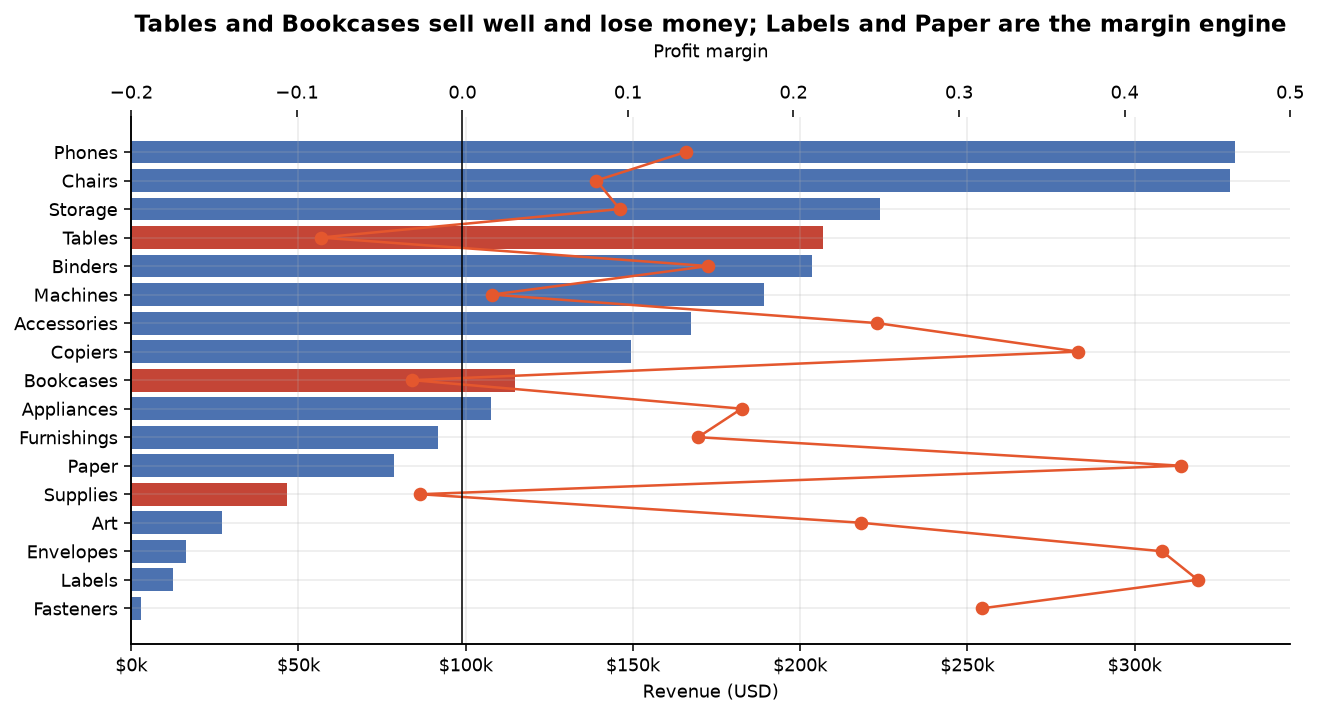 Tables and Bookcases sell well and lose money; Labels and Paper are the margin engine
Profit margin
−0.2 −0.1 0.0 0.1 0.2 0.3 0.4 0.5
Phones
Chairs
Storage
Tables
Binders
Machines
Accessories
Copiers
Bookcases
Appliances
Furnishings
Paper
Supplies
Art
Envelopes
Labels
Fasteners
$0k $50k $100k $150k $200k $250k $300k
Revenue (USD)